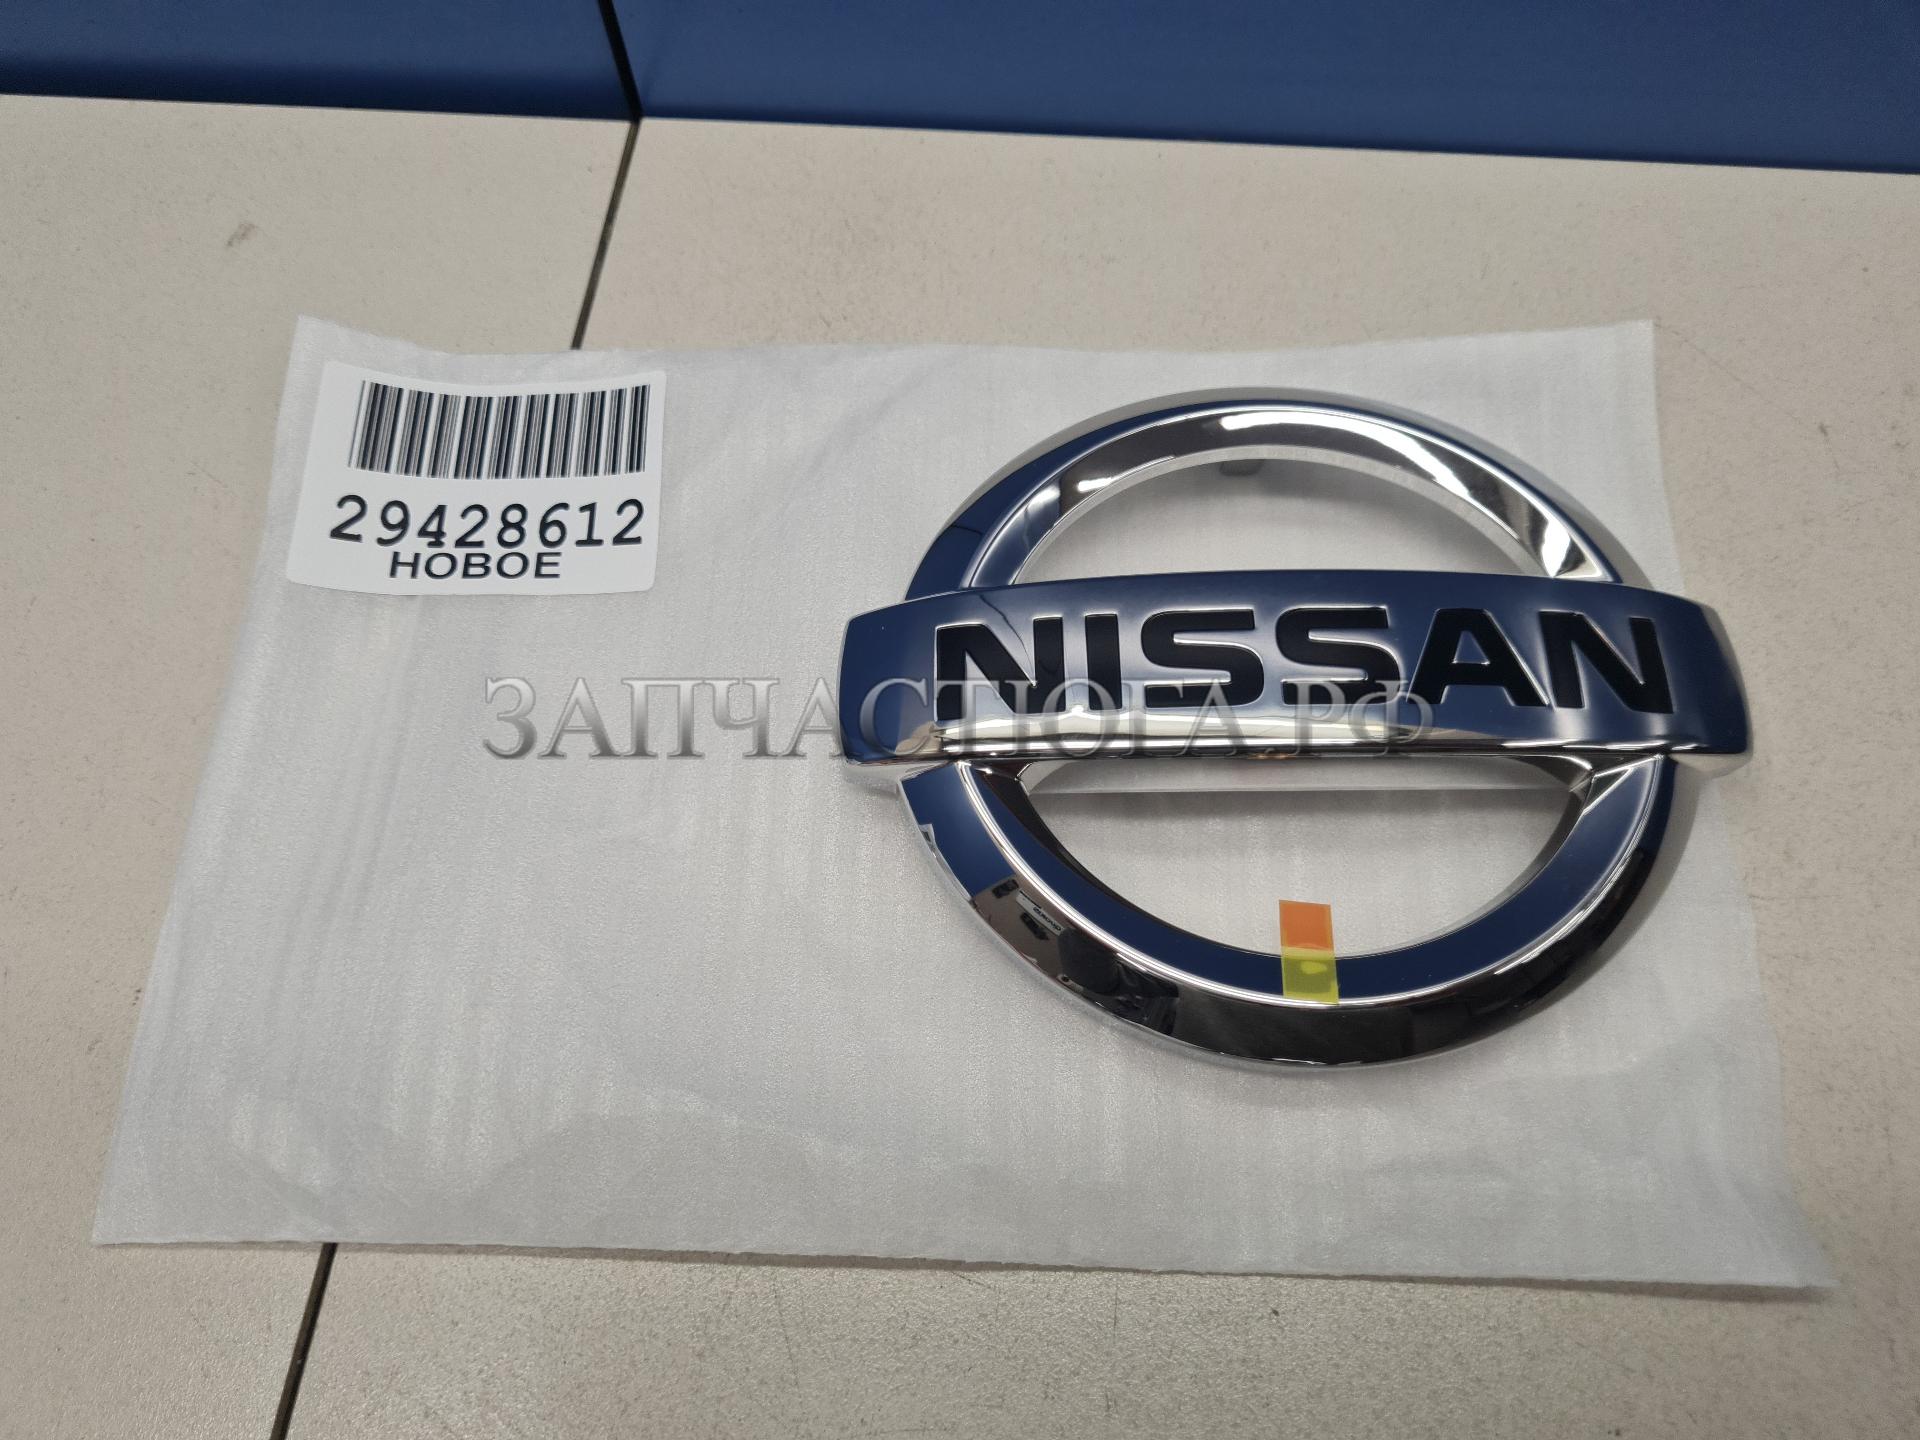 29428612
НОВОЕ
NISSAN
ЗАПЧАСТЮГА.РФ